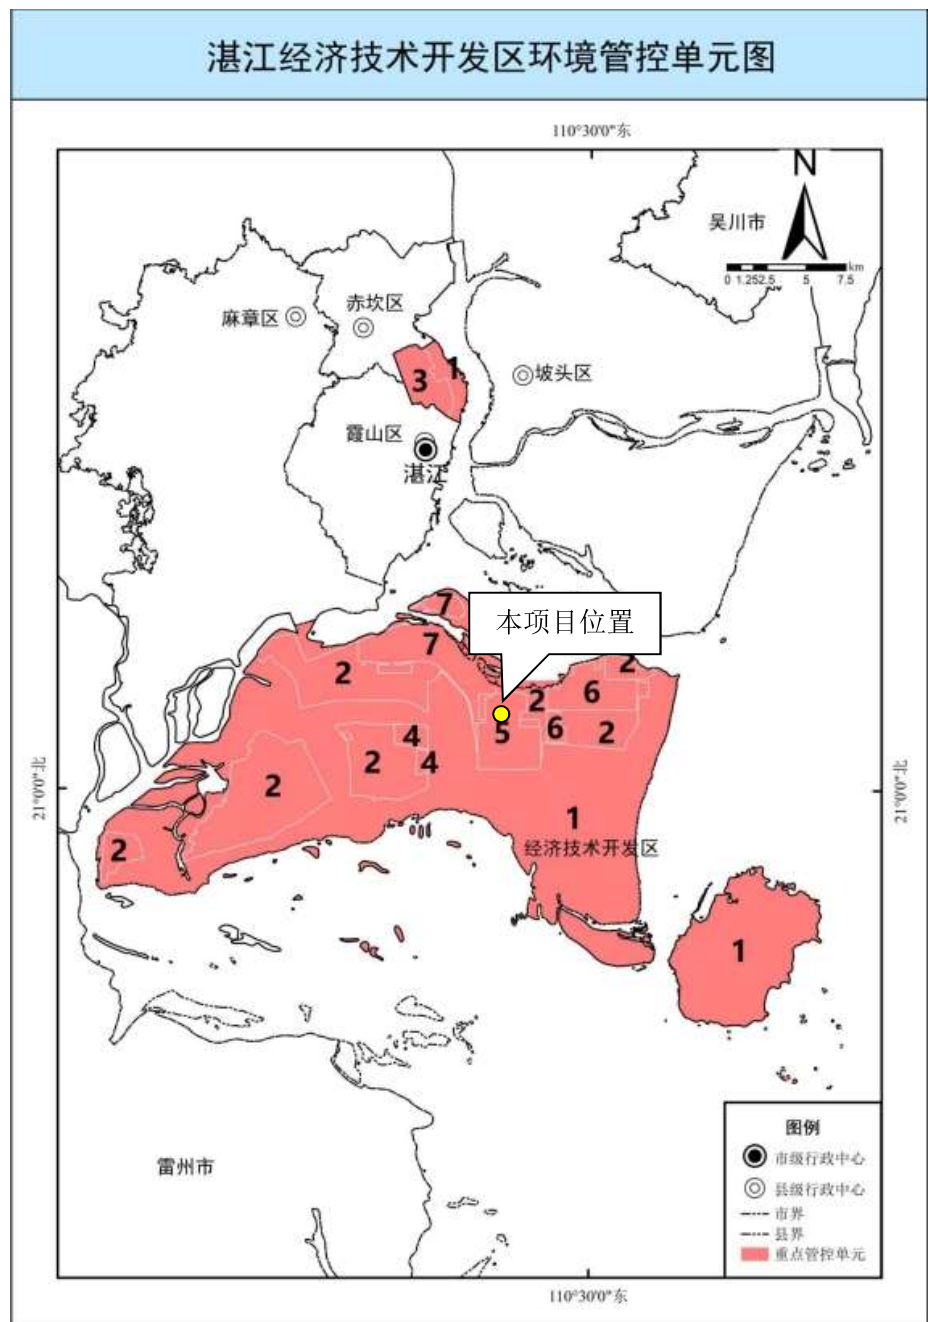 湛江经济技术开发区环境管控单元图
110°30'0"东
N
吴川市
km
0 1.25 2.5 5 7.5
赤坎区
麻章区
1
3
坡头区
霞山区
湛江
7
本项目位置
7
2
2
6
2
5
6
2
4
2
4
2
21°0'0"北
21°0'0"北
1
经济技术开发区
2
1
雷州市
图例
市级行政中心
县级行政中心
市界
县界
重点管控单元
110°30'0"东